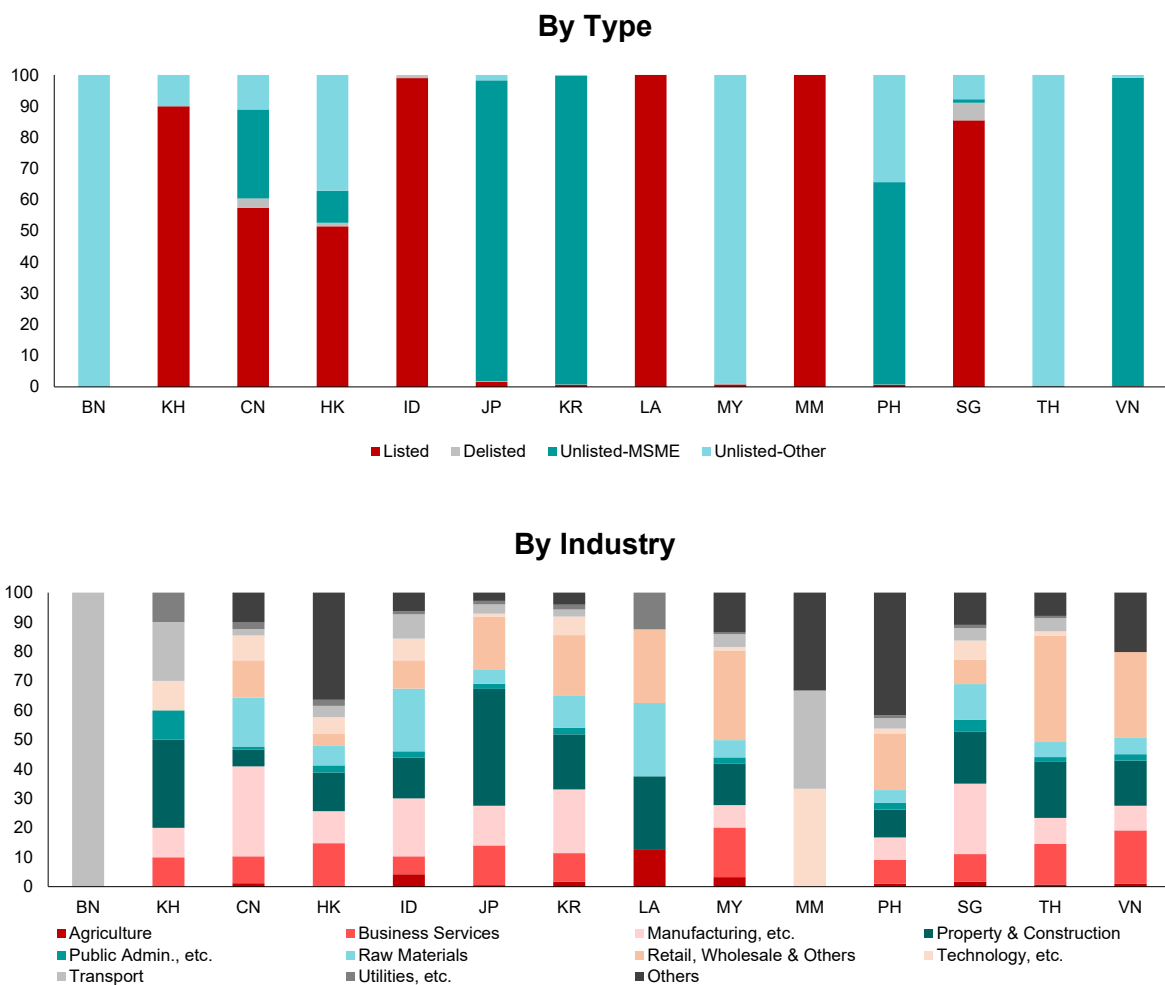 By Type
100
90
80
70
60
50
40
30
20
10
0
BN KH CN HK ID JP KR LA MY MM PH SG TH VN
Listed Delisted Unlisted-MSME Unlisted-Other
By Industry
100
90
80
70
60
50
40
30
20
10
0
BN KH CN HK ID JP KR LA MY MM PH SG TH VN
Agriculture Business Services Manufacturing, etc. Property & Construction
Public Admin., etc. Raw Materials Retail, Wholesale & Others Technology, etc.
Transport Utilities, etc. Others